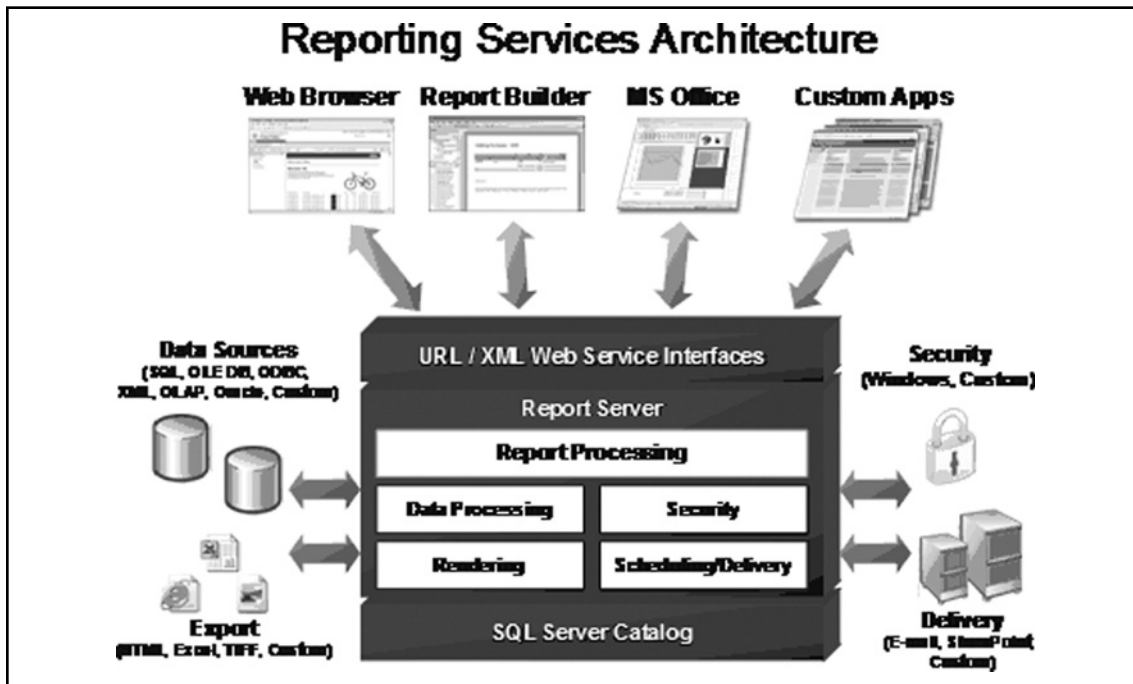 Reporting Services Architecture
Web Browser
Report Builder
MS Office
Custom Apps
URL / XML Web Service Interfaces
Data Sources
(SQL, OLE DB, ODBC,
XML, OLAP, Oracle, Custom)
Security
(Windows, Custom)
Report Server
Report Processing
Data Processing
Security
Rendering
Scheduling/Delivery
Export
(HTML, Excel, TIFF, Custom)
SQL Server Catalog
Delivery
(E-mail, SharePoint,
Custom)